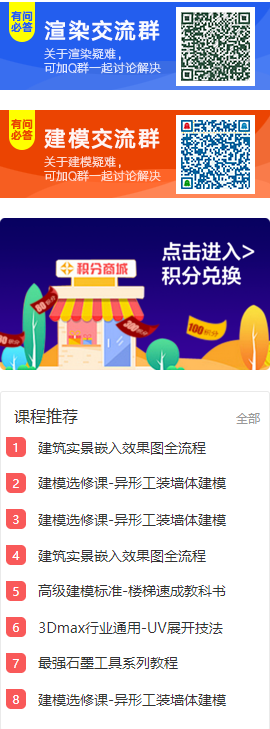 有问
必答
渲染交流群
关于渲染疑难，
可加Q群一起讨论解决
有问
必答
建模交流群
关于建模疑难，
可加Q群一起讨论解决
积分商城
点击进入>
积分兑换
100积分
课程推荐
全部
1 建筑实景嵌入效果图全流程
2 建模选修课-异形工装墙体建模
3 建模选修课-异形工装墙体建模
4 建筑实景嵌入效果图全流程
5 高级建模标准-楼梯速成教科书
6 3Dmax行业通用-UV展开技法
7 最强石墨工具系列教程
8 建模选修课-异形工装墙体建模